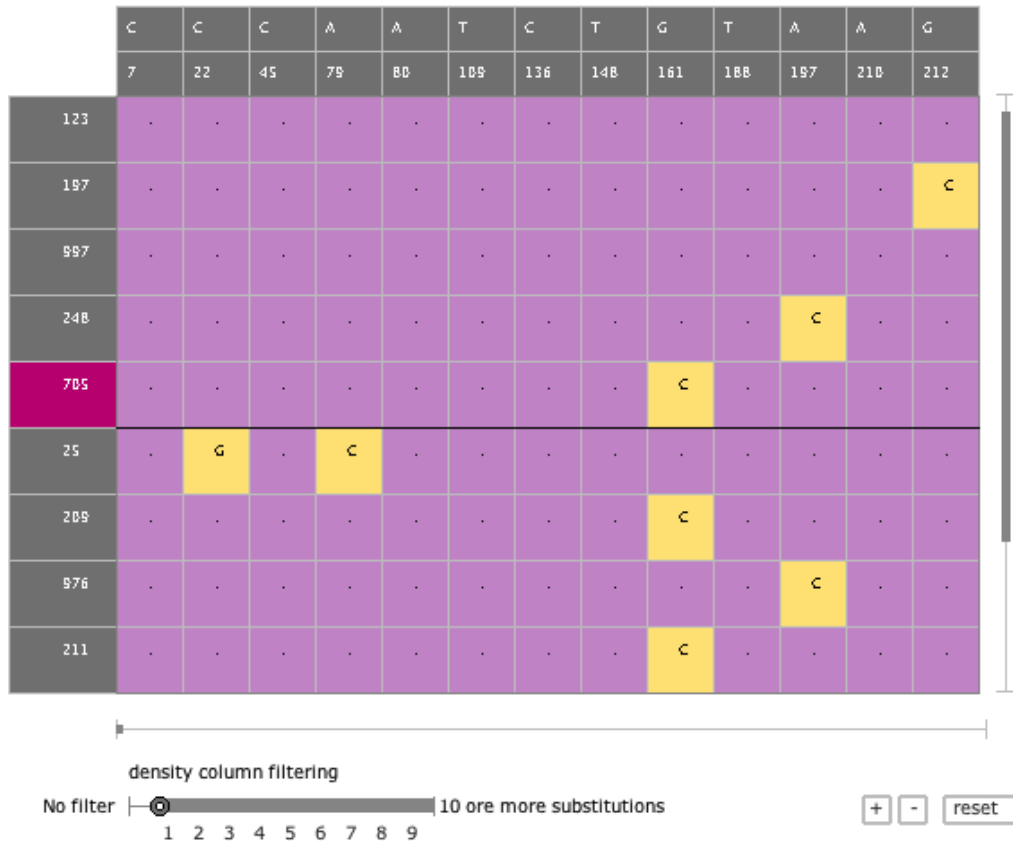 C C C A A T C T G T A A G
7 22 45 79 80 109 136 148 161 188 197 210 212
123 . . . . . . . . . . . . .
197 . . . . . . . . . . . . C
997 . . . . . . . . . . . . .
248 . . . . . . . . . . C . .
705 . . . . . . . . C . . . .
25 . G . C . . . . . . . . .
209 . . . . . . . . C . . . .
976 . . . . . . . . . . C . .
211 . . . . . . . . C . . . .
density column filtering
No filter 10 ore more substitutions + - reset
1 2 3 4 5 6 7 8 9